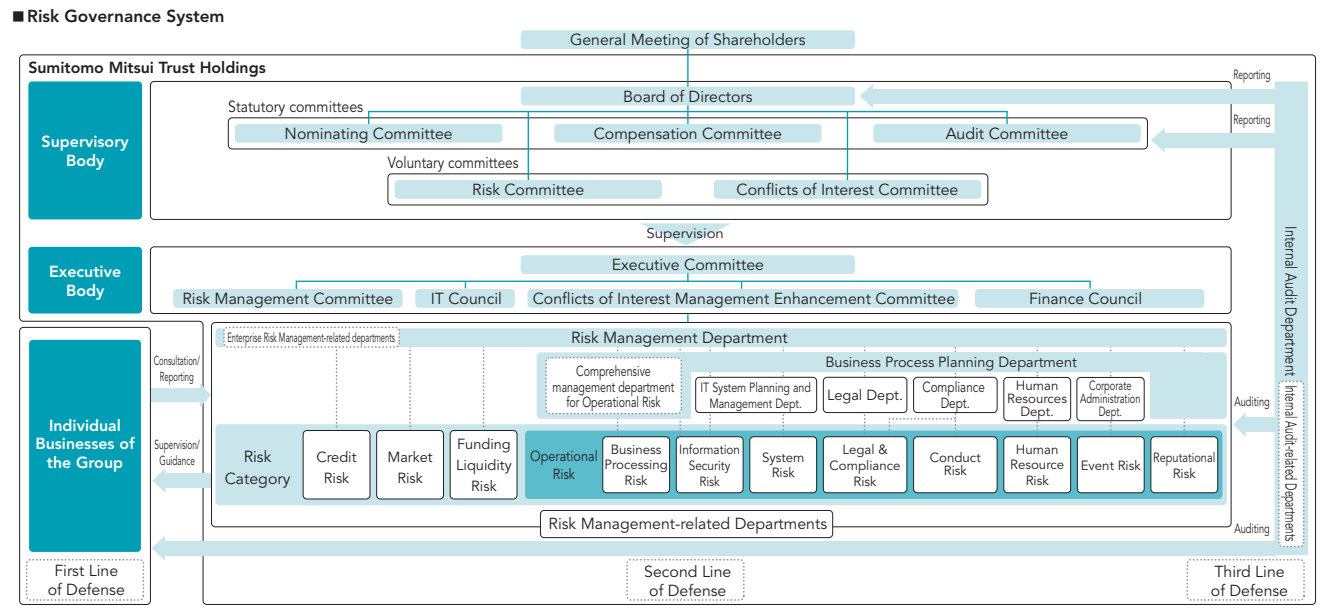 ■ Risk Governance System
General Meeting of Shareholders
Sumitomo Mitsui Trust Holdings
Reporting
Board of Directors
Statutory committees
Reporting
Nominating Committee
Compensation Committee
Audit Committee
Supervisory
Body
Voluntary committees
Risk Committee
Conflicts of Interest Committee
Supervision
Executive
Body
Executive Committee
Risk Management Committee
IT Council
Conflicts of Interest Management Enhancement Committee
Finance Council
Internal Audit Department
Internal Audit-related Departments
Enterprise Risk Management-related departments
Risk Management Department
Business Process Planning Department
Consultation/
Reporting
Comprehensive
management department
for Operational Risk
IT System Planning and
Management Dept.
Legal Dept.
Compliance
Dept.
Human
Resources
Dept.
Corporate
Administration
Dept.
Auditing
Individual
Businesses of
the Group
Supervision/
Guidance
Risk
Category
Credit
Risk
Market
Risk
Funding
Liquidity
Risk
Operational
Risk
Business
Processing
Risk
Information
Security
Risk
System
Risk
Legal &
Compliance
Risk
Conduct
Risk
Human
Resource
Risk
Event Risk
Reputational
Risk
Risk Management-related Departments
Auditing
First Line
of Defense
Second Line
of Defense
Third Line
of Defense